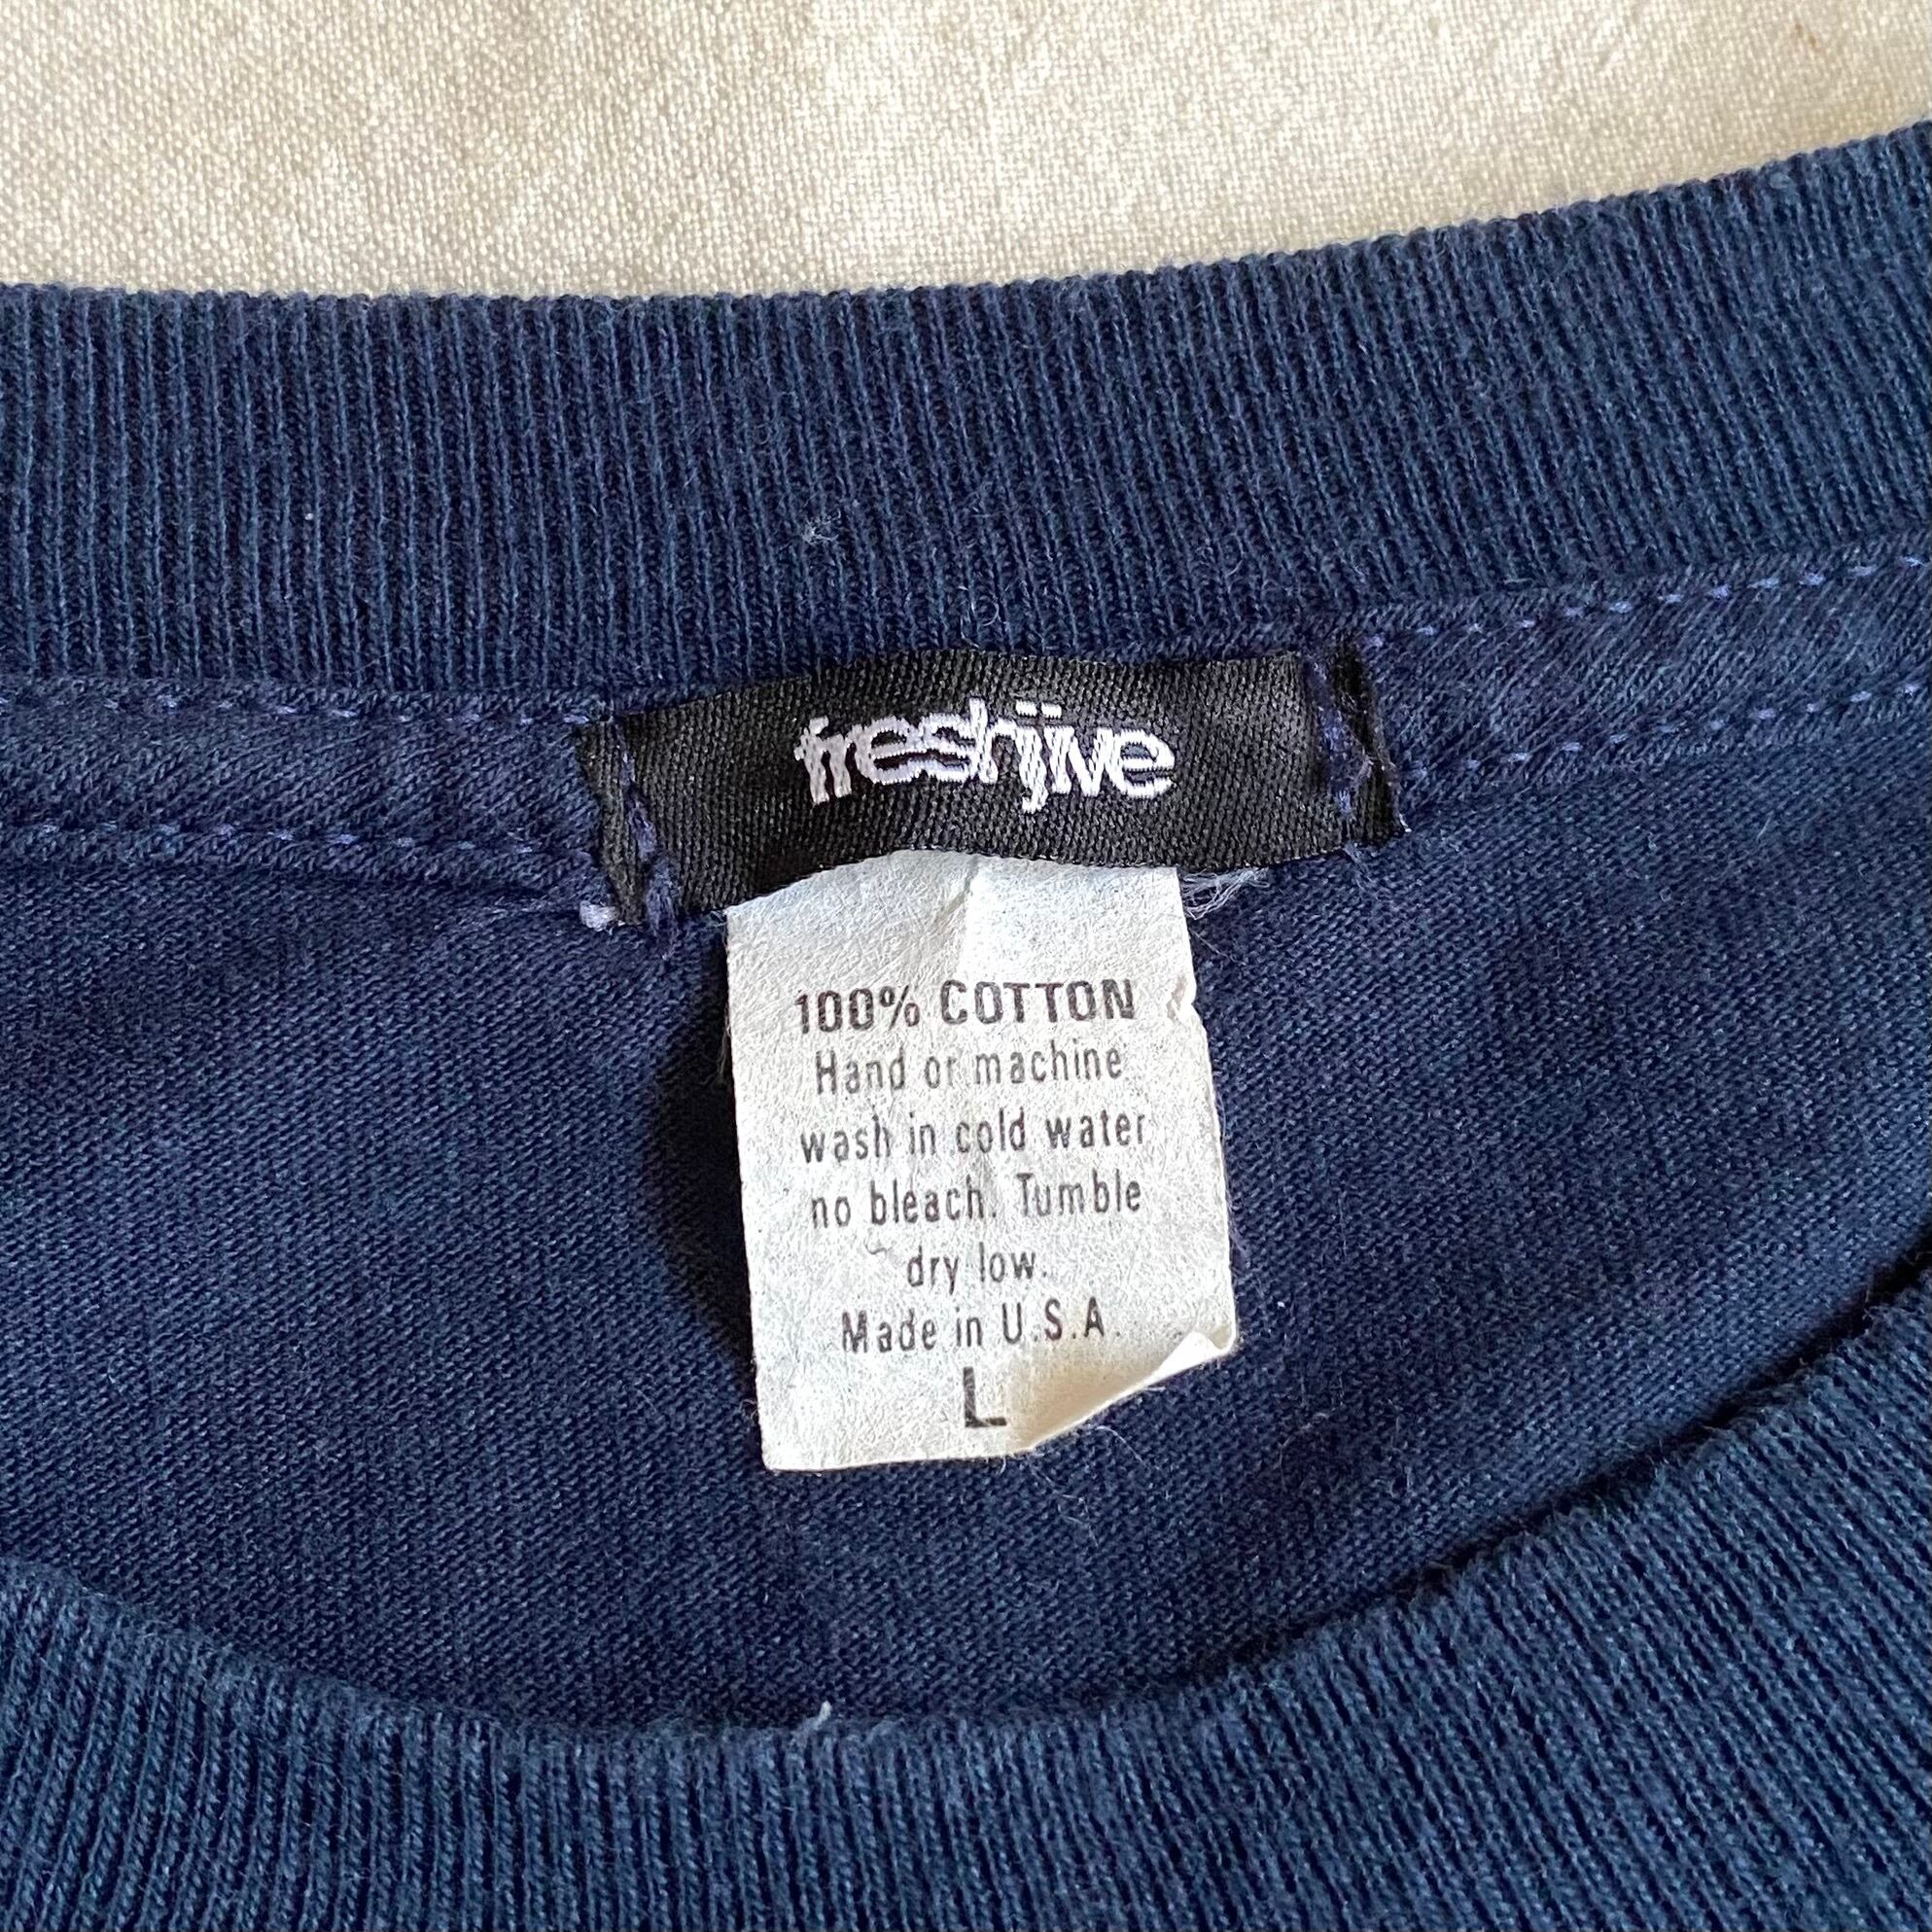 freshjive
100% COTTON
Hand or machine
wash in cold water
no bleach. Tumble
dry low.
Made in U.S.A.
L